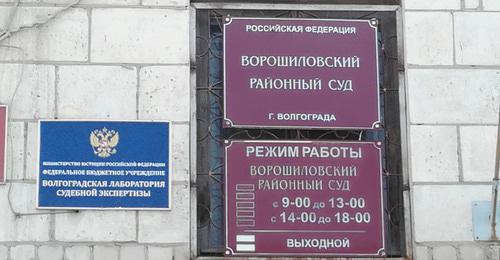 МИНИСТЕРСТВО ЮСТИЦИИ РОССИЙСКОЙ ФЕДЕРАЦИИ
ФЕДЕРАЛЬНОЕ БЮДЖЕТНОЕ УЧРЕЖДЕНИЕ
ВОЛГОГРАДСКАЯ ЛАБОРАТОРИЯ
СУДЕБНОЙ ЭКСПЕРТИЗЫ
РОССИЙСКАЯ ФЕДЕРАЦИЯ
ВОРОШИЛОВСКИЙ
РАЙОННЫЙ СУД
Г. ВОЛГОГРАДА
РЕЖИМ РАБОТЫ
ВОРОШИЛОВСКИЙ
РАЙОННЫЙ СУД
с 9-00 до 13-00
с 14-00 до 18-00
ВЫХОДНОЙ